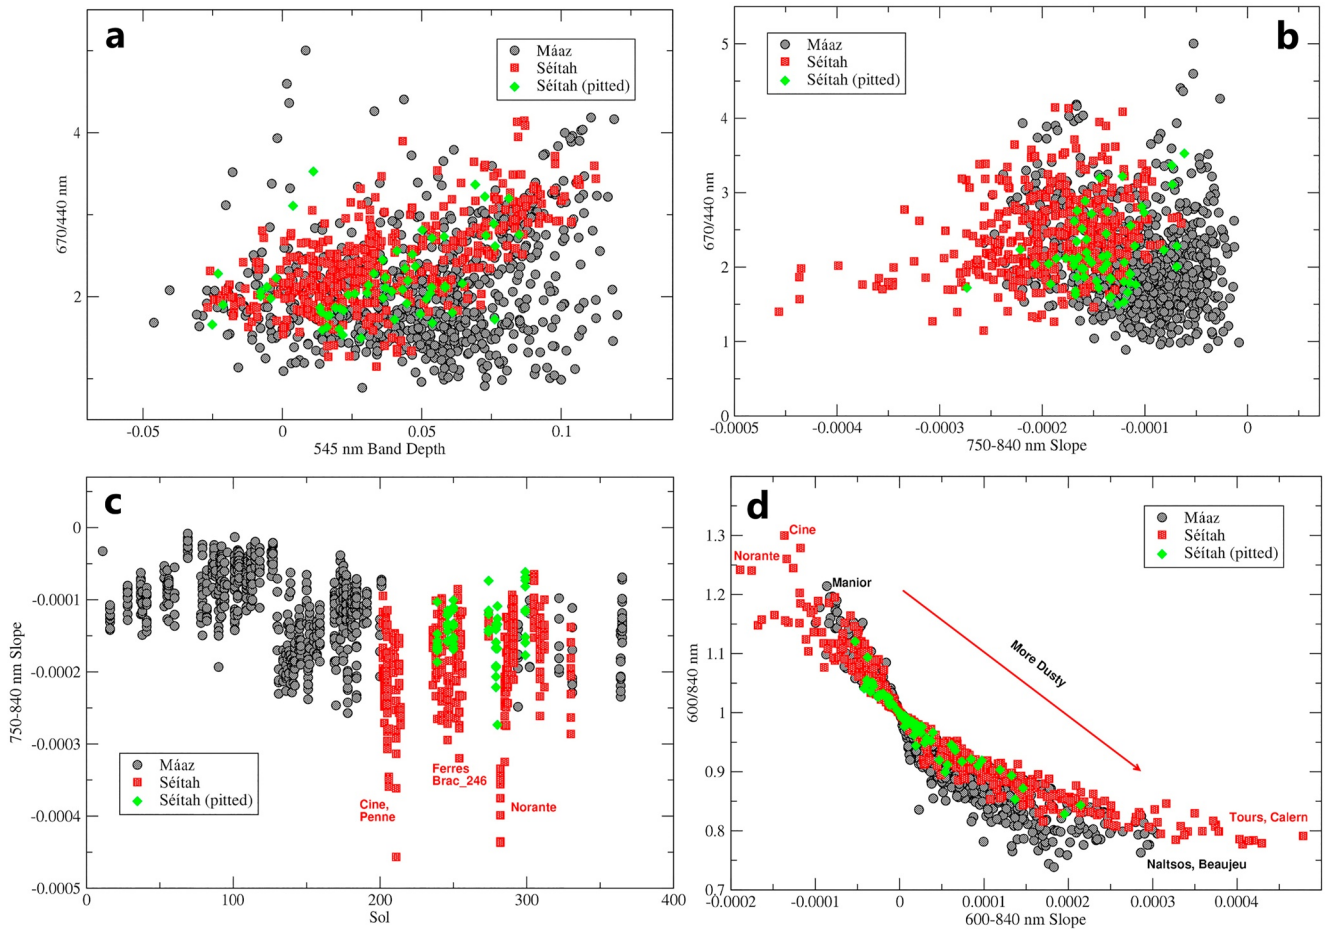 a
Máaz
Séítah
Séítah (pitted)
4
2
670/440 nm
-0.05
0
0.05
0.1
545 nm Band Depth
b
Máaz
Séítah
Séítah (pitted)
5
4
3
2
1
0
670/440 nm
-0.0005
-0.0004
-0.0003
-0.0002
-0.0001
0
750-840 nm Slope
c
0
-0.0001
-0.0002
-0.0003
-0.0004
-0.0005
750-840 nm Slope
Máaz
Séítah
Séítah (pitted)
Cine,
Penne
Ferres
Brac_246
Norante
0
100
200
300
400
Sol
d
Máaz
Séítah
Séítah (pitted)
1.3
1.2
1.1
1
0.9
0.8
0.7
600/840 nm
Cine
Norante
Manior
More Dusty
Tours, Calern
Naltsos, Beaujeu
-0.0002
-0.0001
0
0.0001
0.0002
0.0003
0.0004
600-840 nm Slope